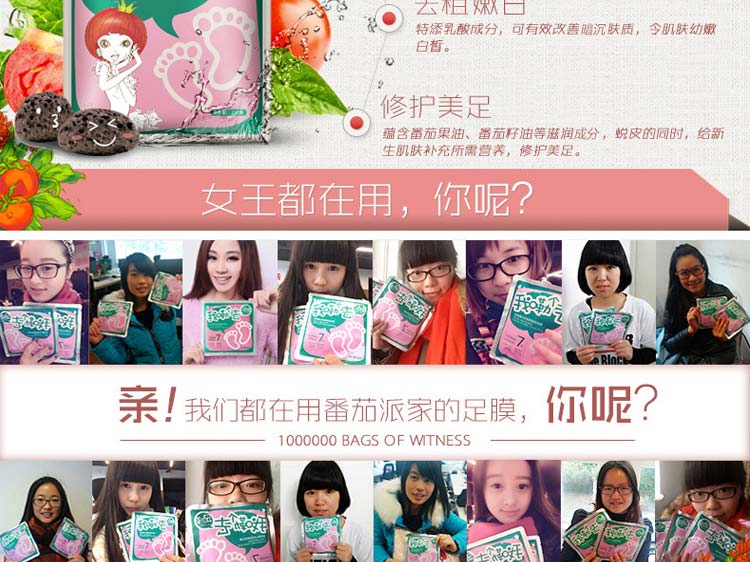 去粗嫩白
特添乳酸成分，可有效改善暗沉肤质，令肌肤幼嫩
白皙。
修护美足
蕴含番茄果油、番茄籽油等滋润成分，蜕皮的同时，给新
生肌肤补充所需营养，修护美足。
女王都在用，你呢？
亲！我们都在用番茄派家的足膜，你呢？
1000000 BAGS OF WITNESS